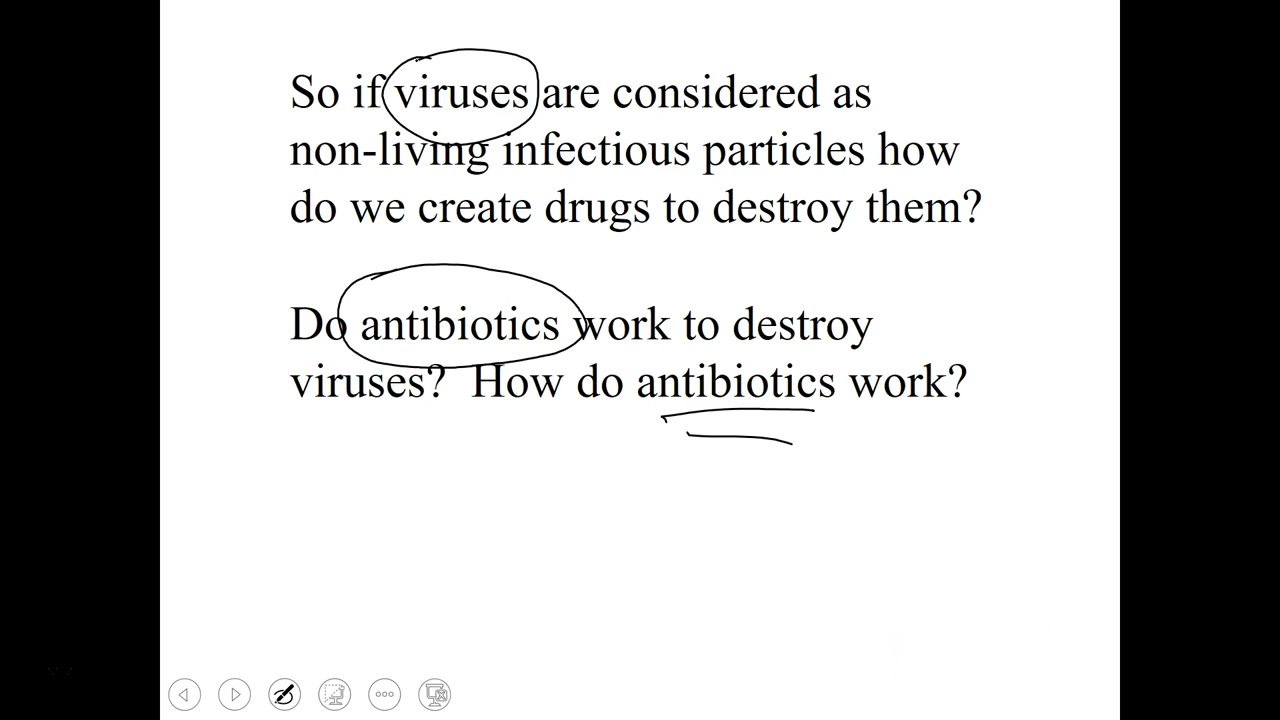 So if viruses are considered as
non-living infectious particles how
do we create drugs to destroy them?
Do antibiotics work to destroy
viruses? How do antibiotics work?